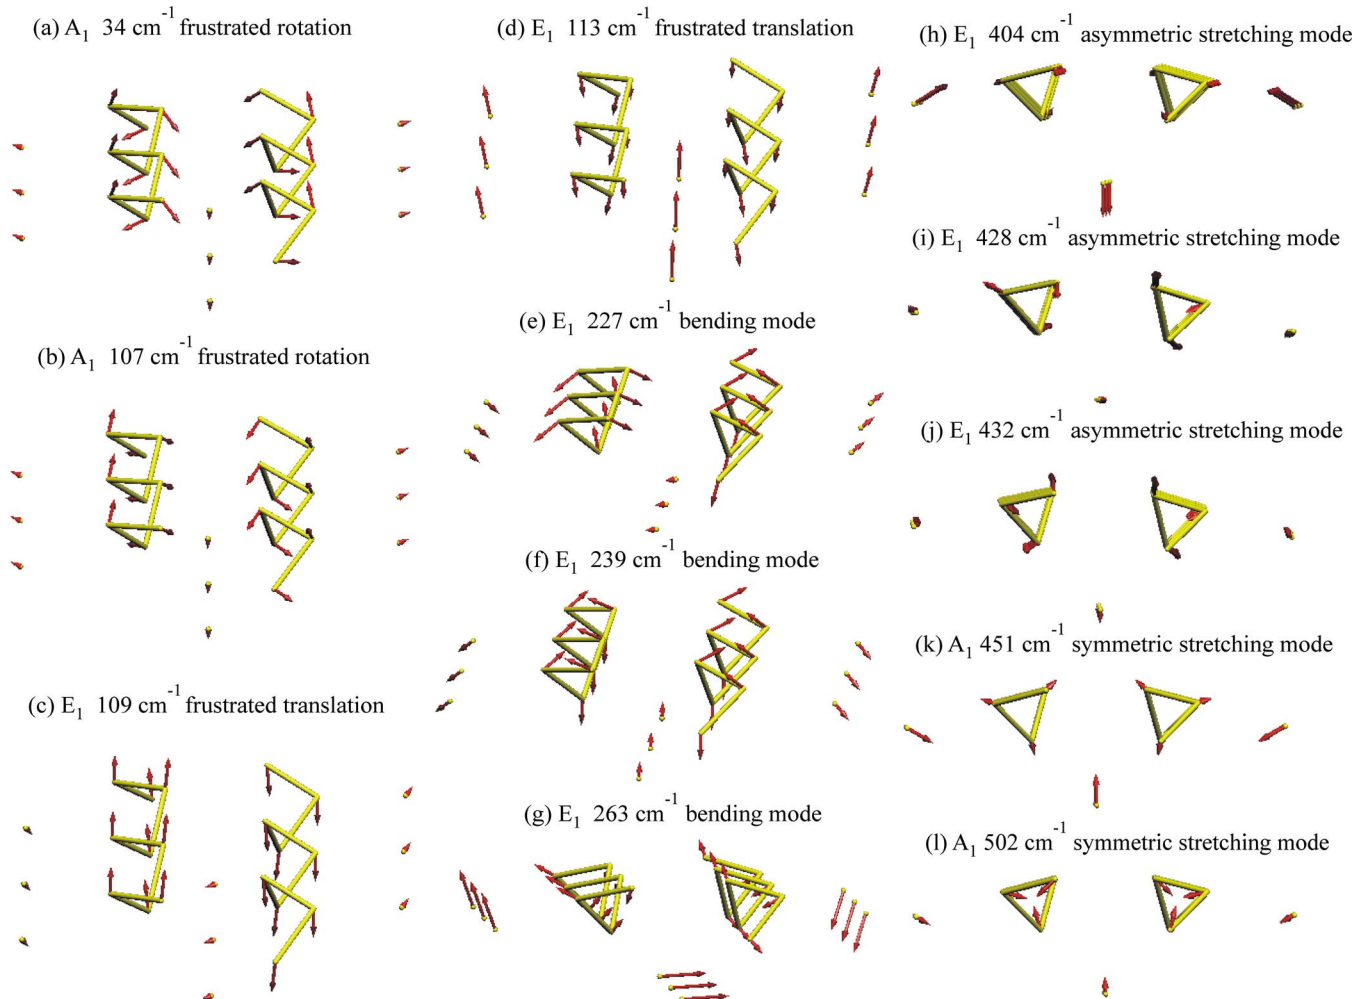 (a) A₁ 34 cm⁻¹ frustrated rotation
(b) A₁ 107 cm⁻¹ frustrated rotation
(c) E₁ 109 cm⁻¹ frustrated translation
(d) E₁ 113 cm⁻¹ frustrated translation
(e) E₁ 227 cm⁻¹ bending mode
(f) E₁ 239 cm⁻¹ bending mode
(g) E₁ 263 cm⁻¹ bending mode
(h) E₁ 404 cm⁻¹ asymmetric stretching mode
(i) E₁ 428 cm⁻¹ asymmetric stretching mode
(j) E₁ 432 cm⁻¹ asymmetric stretching mode
(k) A₁ 451 cm⁻¹ symmetric stretching mode
(l) A₁ 502 cm⁻¹ symmetric stretching mode